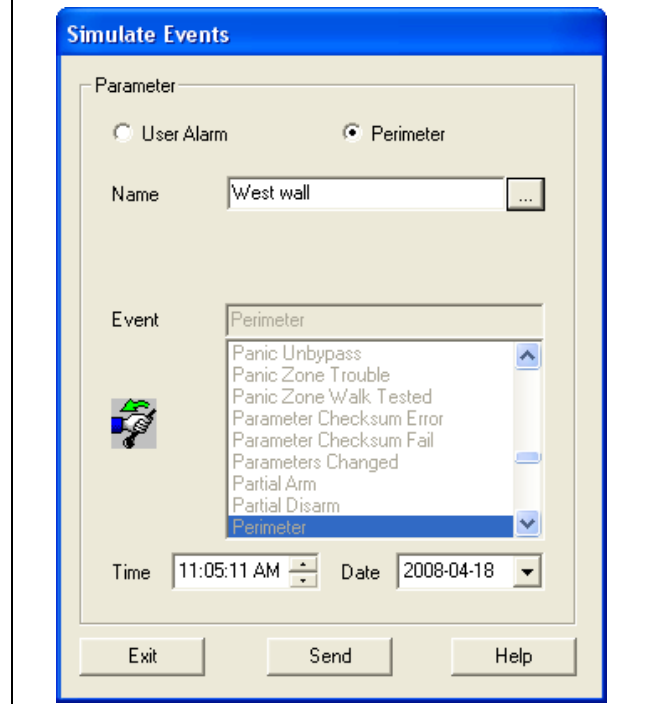 Simulate Events
Parameter
User Alarm Perimeter
Name West wall ...
Event Perimeter
Panic Unbypass
Panic Zone Trouble
Panic Zone Walk Tested
Parameter Checksum Error
Parameter Checksum Fail
Parameters Changed
Partial Arm
Partial Disarm
Perimeter
Time 11:05:11 AM Date 2008-04-18
Exit Send Help